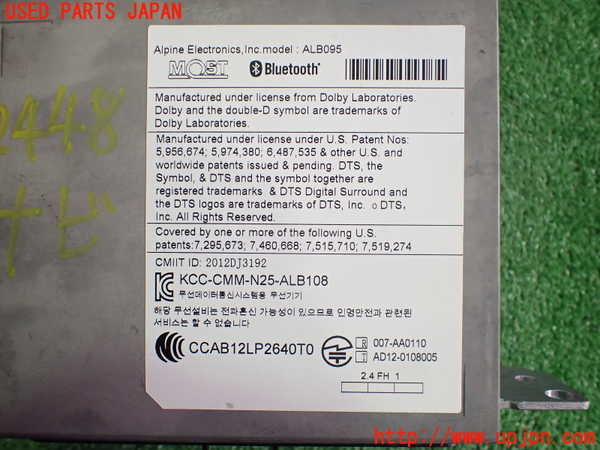 USED PARTS JAPAN
Alpine Electronics,Inc.model : ALB095
MOST Bluetooth®
Manufactured under license from Dolby Laboratories.
Dolby and the double-D symbol are trademarks of
Dolby Laboratories.
Manufactured under license under U.S. Patent Nos:
5,956,674; 5,974,380; 6,487,535 & other U.S. and
worldwide patents issued & pending. DTS, the
Symbol, & DTS and the symbol together are
registered trademarks & DTS Digital Surround and
the DTS logos are trademarks of DTS, Inc. © DTS,
Inc. All Rights Reserved.
Covered by one or more of the following U.S.
patents:7,295,673; 7,460,668; 7,515,710; 7,519,274
CMIIT ID: 2012DJ3192
KCC-CMM-N25-ALB108
무선데이터통신시스템용 무선기기
해당 무선설비는 전파혼신 가능성이 있으므로 인명안전과 관련된
서비스는 할 수 없습니다
CCAB12LP2640T0
R 007-AA0110
T AD12-0108005
2.4 FH 1
2448
ナビ
http://www.upjpn.com/